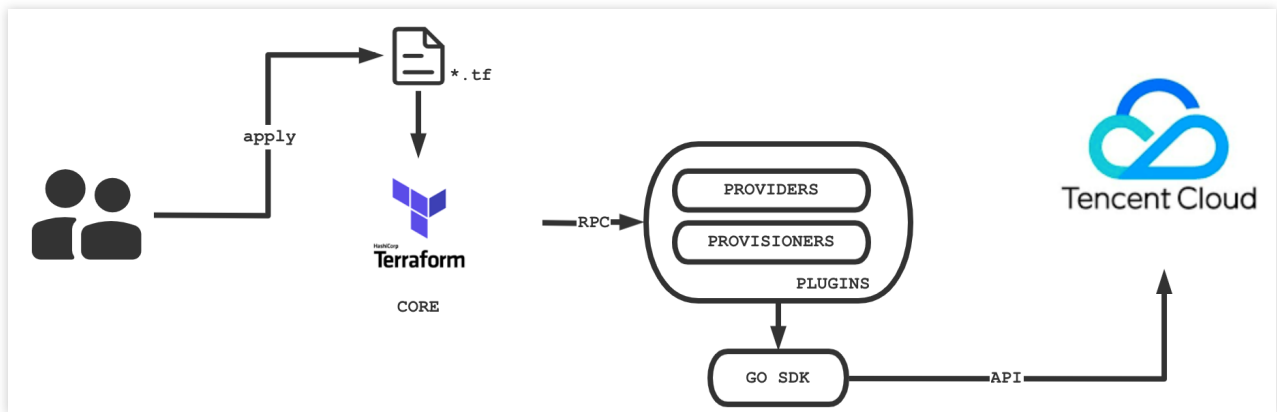 *.tf
apply
HashiCorp
Terraform
CORE
RPC
PROVIDERS
PROVISIONERS
PLUGINS
GO SDK
API
Tencent Cloud